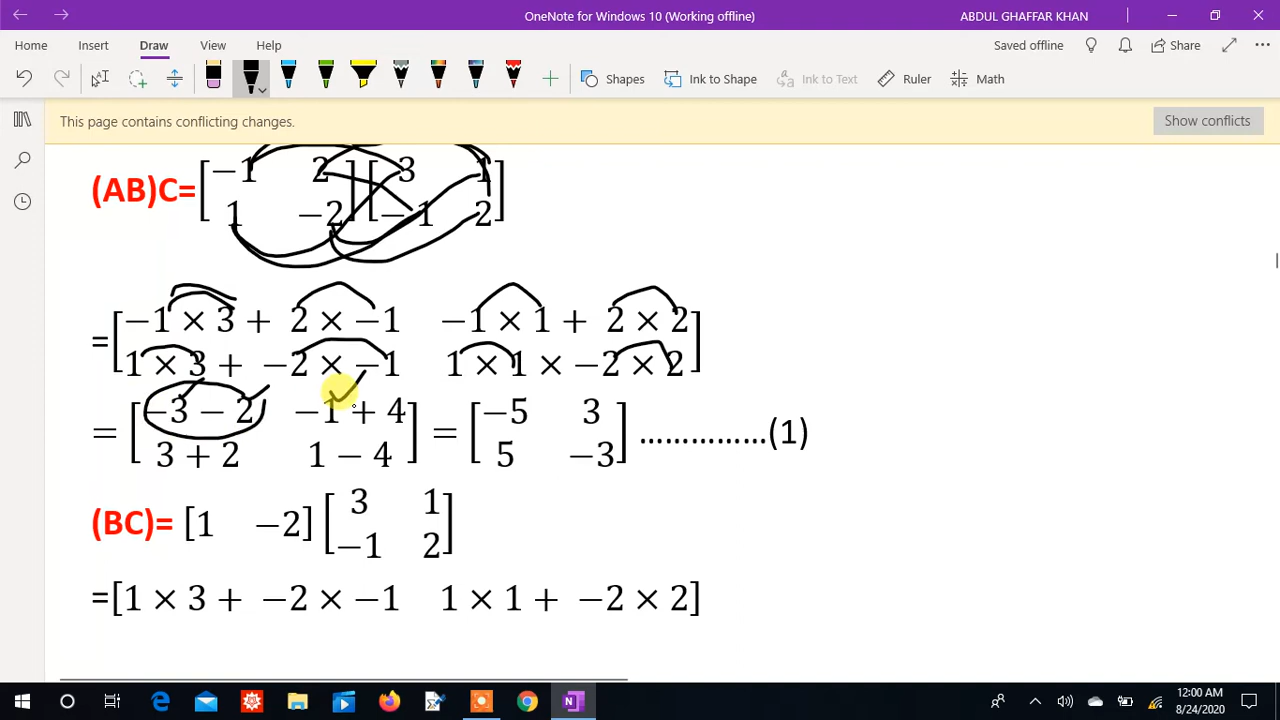 OneNote for Windows 10 (Working offline)
ABDUL GHAFFAR KHAN
Home Insert Draw View Help
Saved offline
Share
Shapes
Ink to Shape
Ink to Text
Ruler
Math
This page contains conflicting changes.
Show conflicts
(AB)C= [−1 2] [3 1]
[1 −2] [−1 2]
=[−1 × 3 + 2 × −1 −1 × 1 + 2 × 2]
[1 × 3 + −2 × −1 1 × 1 × −2 × 2]
= [−3 − 2 −1 + 4] = [−5 3] ……………(1)
[3 + 2 1 − 4] [5 −3]
(BC)= [1 −2] [3 1]
[−1 2]
=[1 × 3 + −2 × −1 1 × 1 + −2 × 2]
12:00 AM
8/24/2020